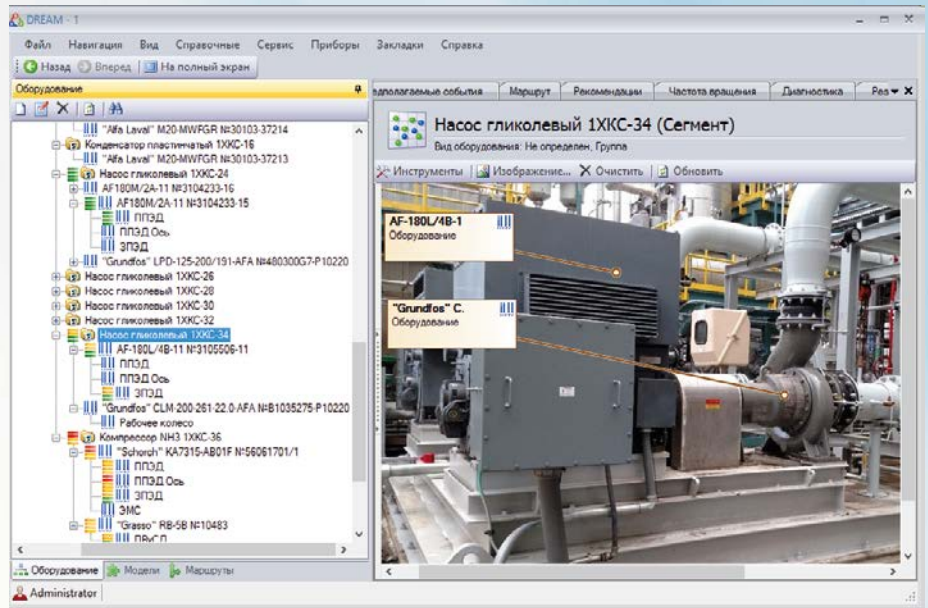 DREAM - 1
Файл Навигация Вид Справочные Сервис Приборы Закладки Справка
Назад Вперед На полный экран
Оборудование
"Alfa Laval" M20-MWFGR №30103-37214
Конденсатор пластинчатый 1ХКС-16
"Alfa Laval" M20-MWFGR №30103-37213
Насос гликолевый 1ХКС-24
AF180M/2A-11 №3104233-16
AF180M/2A-11 №3104233-15
ППЭД
ППЭД Ось
ЗПЭД
"Grundfos" LPD-125-200/191-AFA №480300G7-P10220
Насос гликолевый 1ХКС-26
Насос гликолевый 1ХКС-28
Насос гликолевый 1ХКС-30
Насос гликолевый 1ХКС-32
Насос гликолевый 1ХКС-34
AF-180L/4B-11 №3105506-11
ППЭД
ППЭД Ось
ЗПЭД
"Grundfos" CLM-200-261-22.0-AFA №B1035275-P10220
Рабочее колесо
Компрессор NH3 1ХКС-36
"Schorch" KA7315-AB01F №56061701/1
ППЭД
ППЭД Ось
ЗПЭД
ЭМС
"Grasso" RB-5B №10483
Оборудование Модели Маршруты
Administrator
едполагаемые события Маршрут Рекомендации Частота вращения Диагностика Рез
Насос гликолевый 1ХКС-34 (Сегмент)
Вид оборудования: Не определен, Группа
Инструменты Изображение... Очистить Обновить
AF-180L/4B-1
Оборудование
"Grundfos" C.
Оборудование